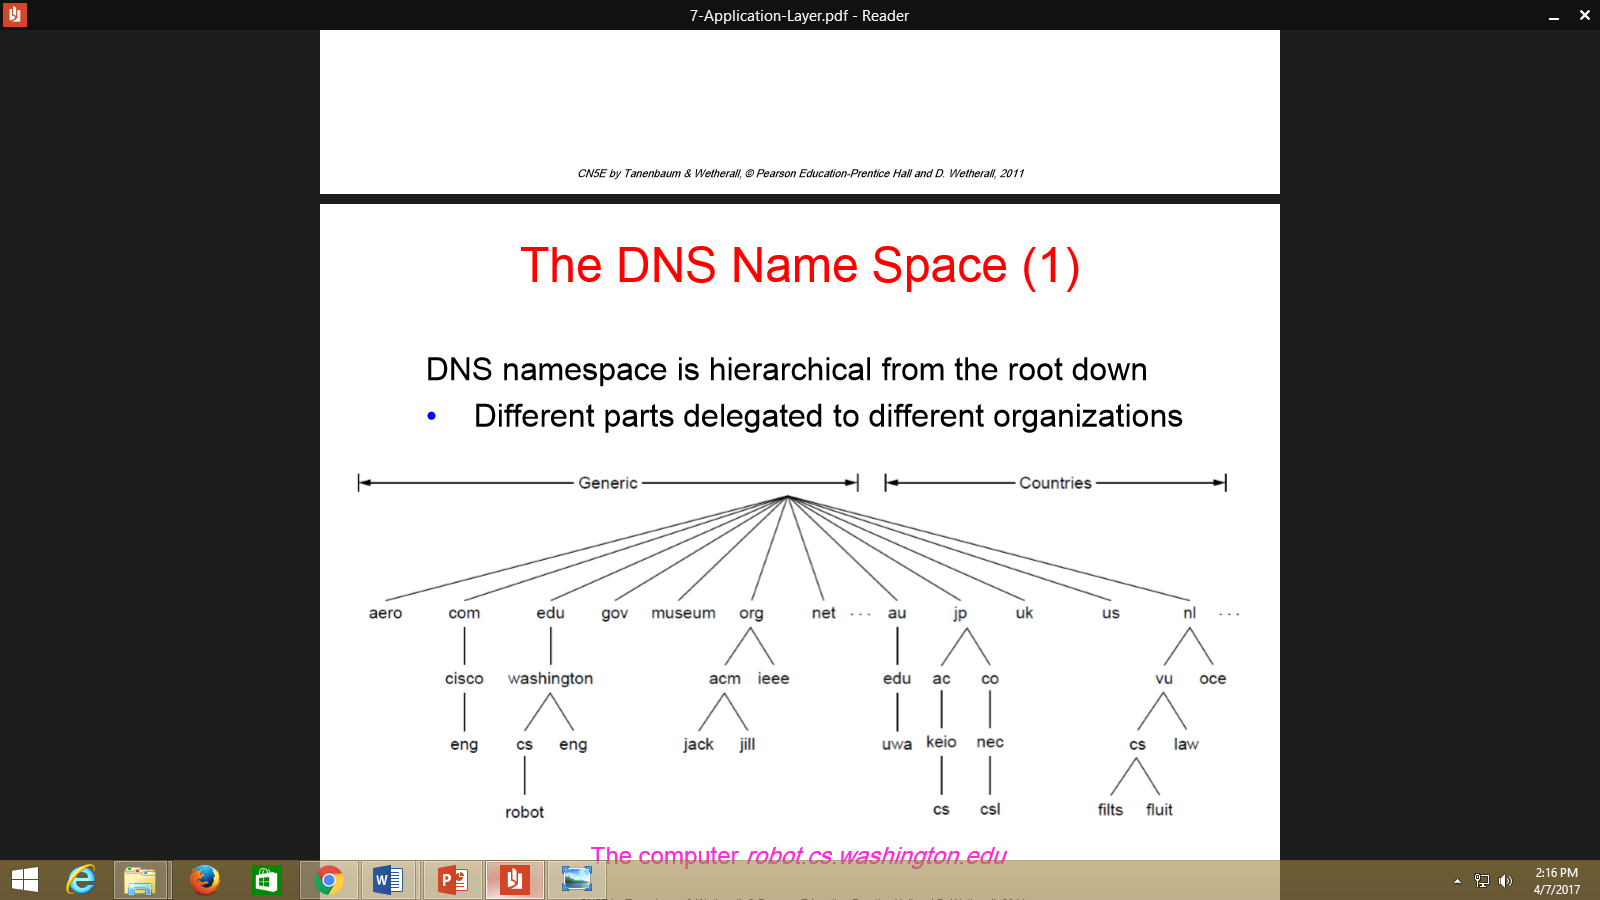 7-Application-Layer.pdf - Reader
CN5E by Tanenbaum & Wetherall, © Pearson Education-Prentice Hall and D. Wetherall, 2011
The DNS Name Space (1)
DNS namespace is hierarchical from the root down
• Different parts delegated to different organizations
Generic Countries
aero com edu gov museum org net ... au jp uk us nl ...
cisco washington acm ieee edu ac co vu oce
eng cs eng jack jill uwa keio nec cs law
robot cs csl filts fluit
The computer robot.cs.washington.edu
2:16 PM
4/7/2017